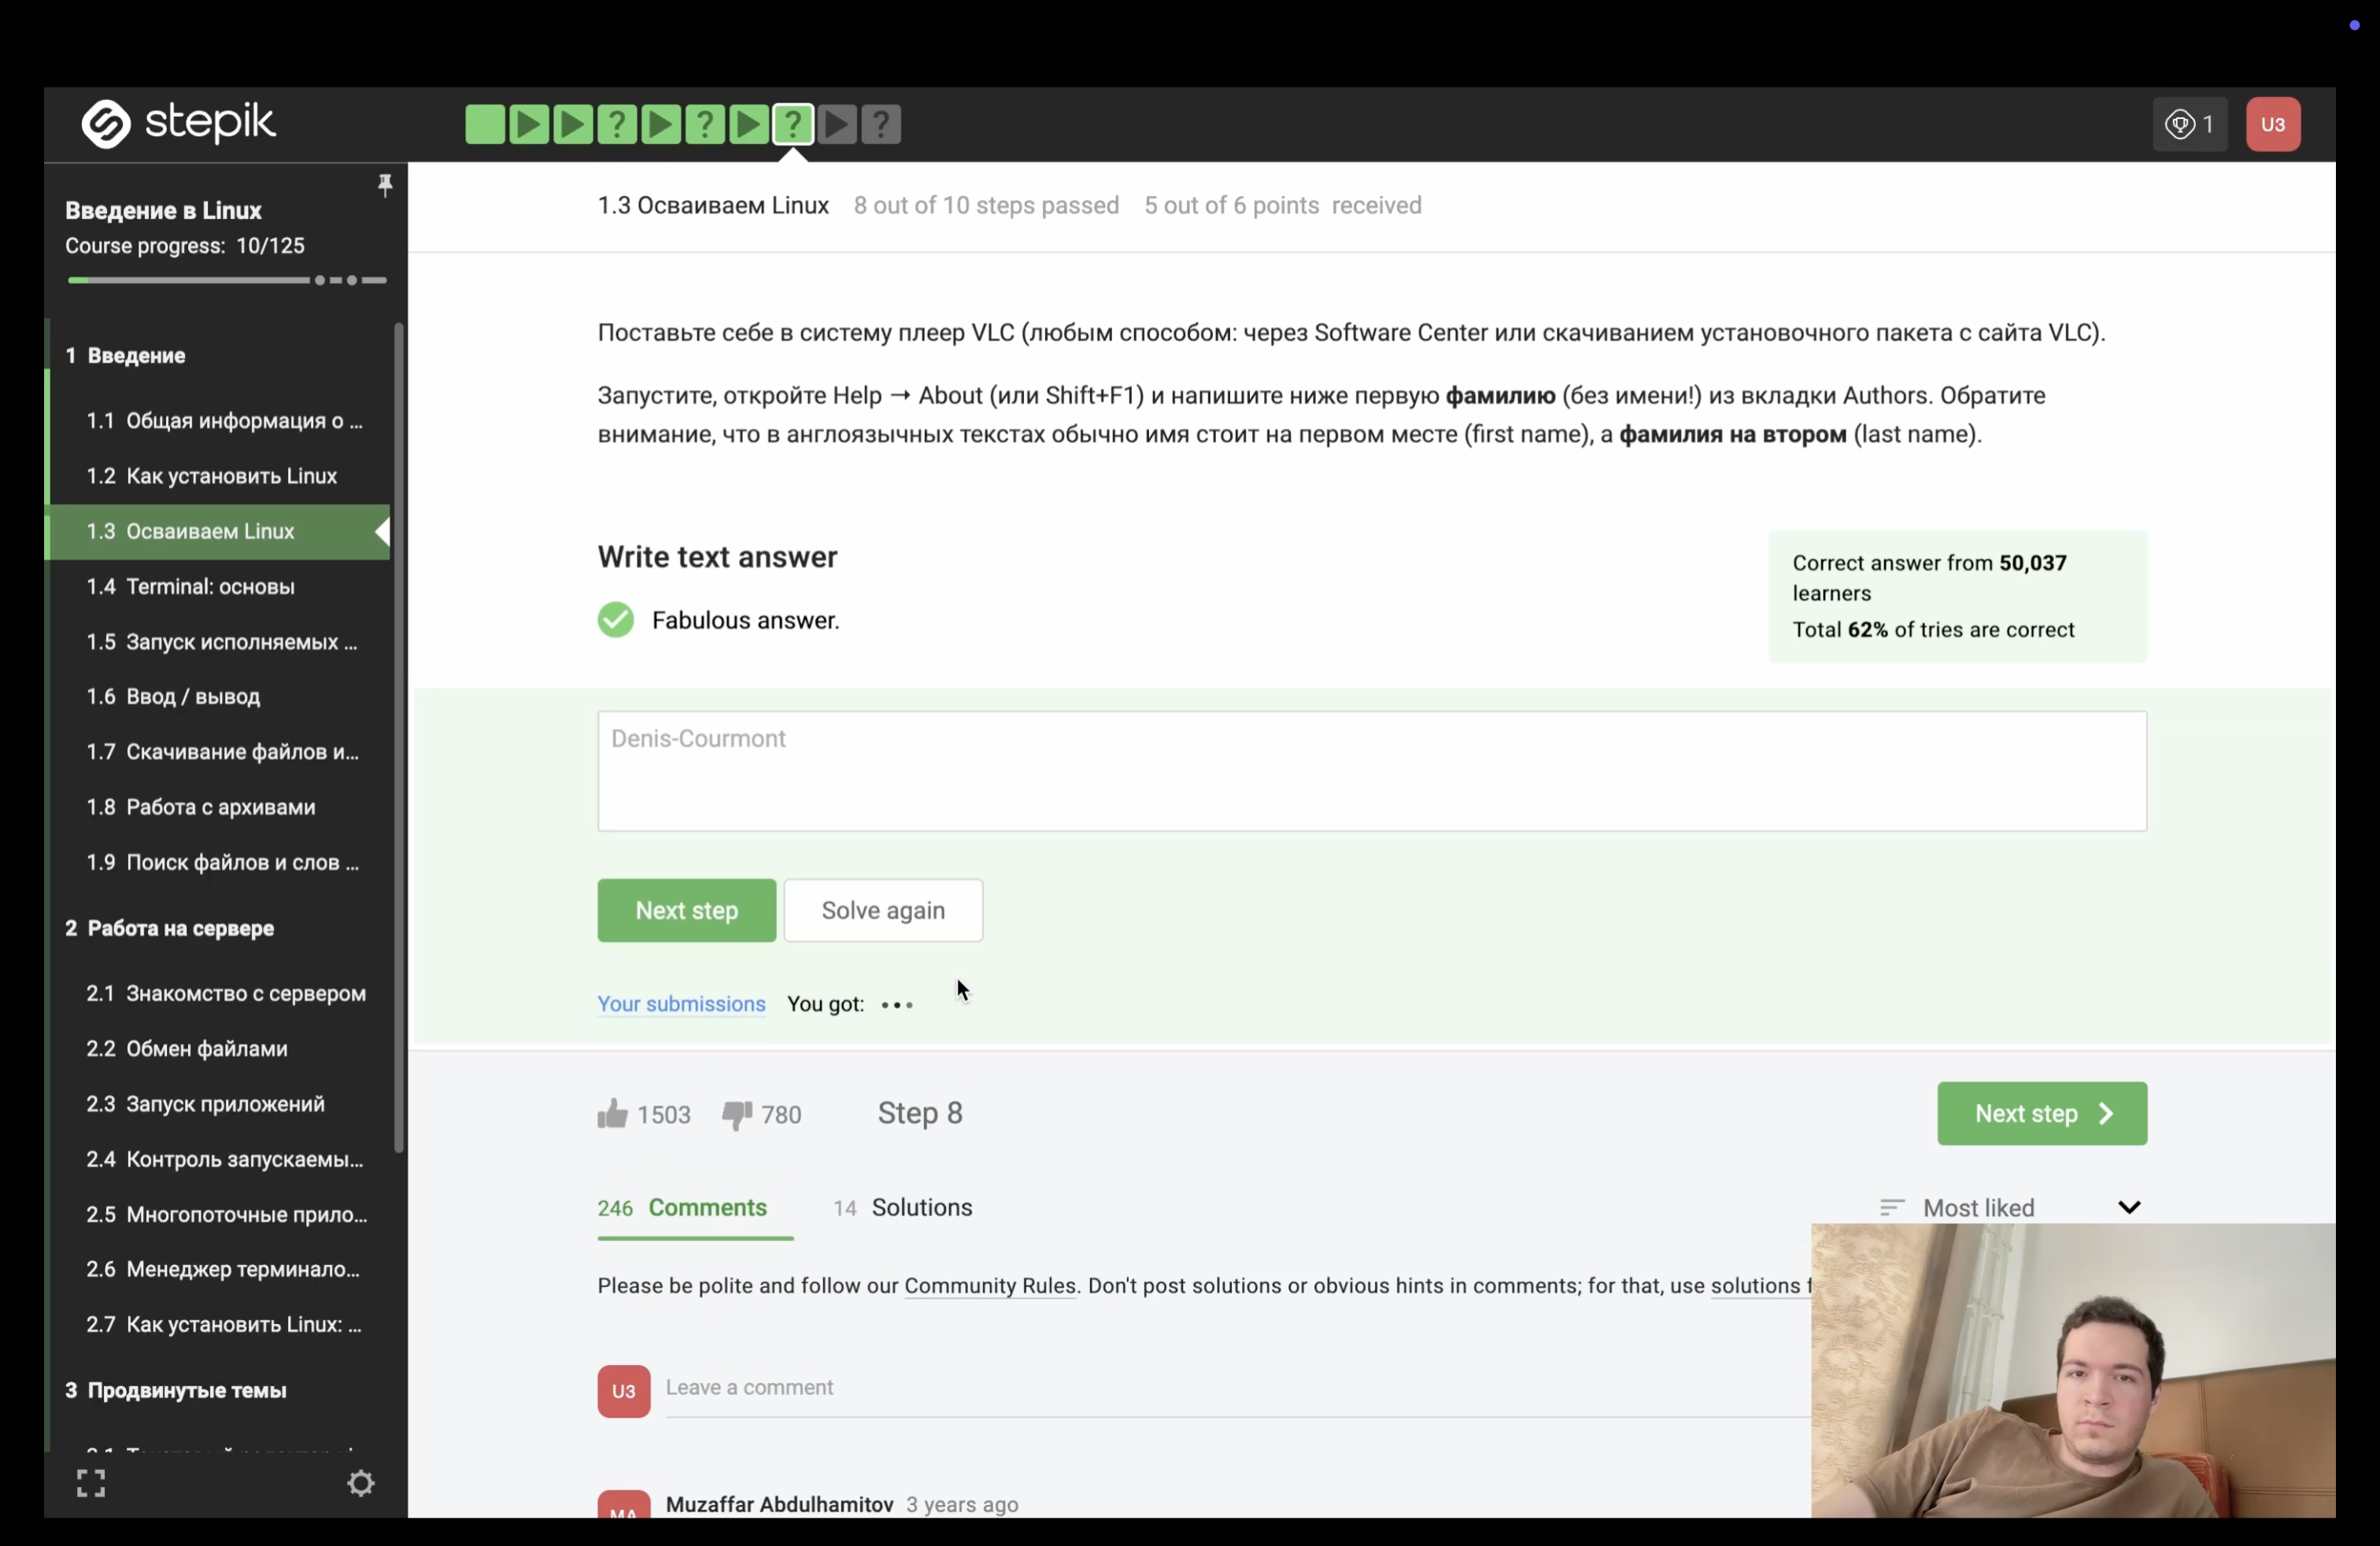 stepik
? ? ? ?
1
U3
Введение в Linux
Course progress: 10/125
1 Введение
1.1 Общая информация о ...
1.2 Как установить Linux
1.3 Осваиваем Linux
1.4 Terminal: основы
1.5 Запуск исполняемых ...
1.6 Ввод / вывод
1.7 Скачивание файлов и...
1.8 Работа с архивами
1.9 Поиск файлов и слов ...
2 Работа на сервере
2.1 Знакомство с сервером
2.2 Обмен файлами
2.3 Запуск приложений
2.4 Контроль запускаемы...
2.5 Многопоточные прило...
2.6 Менеджер терминало...
2.7 Как установить Linux: ...
3 Продвинутые темы
1.3 Осваиваем Linux 8 out of 10 steps passed 5 out of 6 points received
Поставьте себе в систему плеер VLC (любым способом: через Software Center или скачиванием установочного пакета с сайта VLC).
Запустите, откройте Help → About (или Shift+F1) и напишите ниже первую фамилию (без имени!) из вкладки Authors. Обратите
внимание, что в англоязычных текстах обычно имя стоит на первом месте (first name), а фамилия на втором (last name).
Write text answer
Fabulous answer.
Correct answer from 50,037
learners
Total 62% of tries are correct
Denis-Courmont
Next step Solve again
Your submissions You got: •••
1503 780 Step 8
Next step
246 Comments 14 Solutions
Most liked
Please be polite and follow our Community Rules. Don't post solutions or obvious hints in comments; for that, use solutions
U3 Leave a comment
MA Muzaffar Abdulhamitov 3 years ago